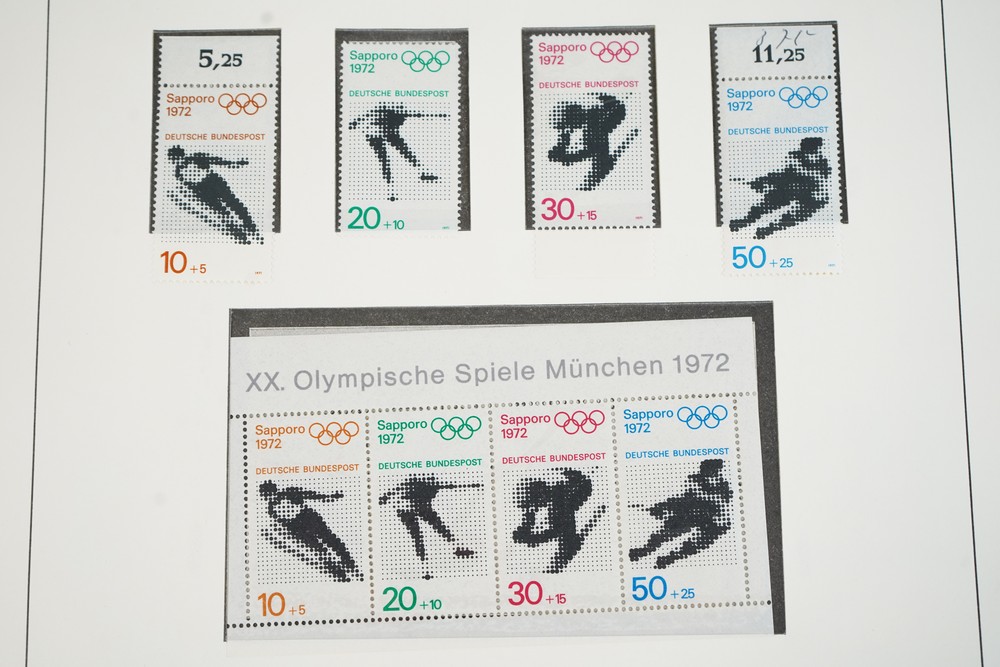 5,25
Sapporo
1972
DEUTSCHE BUNDESPOST
10+5
Sapporo
1972
DEUTSCHE BUNDESPOST
20+10
Sapporo
1972
DEUTSCHE BUNDESPOST
30+15
11,25
Sapporo
1972
DEUTSCHE BUNDESPOST
50+25
XX. Olympische Spiele München 1972
Sapporo
1972
DEUTSCHE BUNDESPOST
10+5
Sapporo
1972
DEUTSCHE BUNDESPOST
20+10
Sapporo
1972
DEUTSCHE BUNDESPOST
30+15
Sapporo
1972
DEUTSCHE BUNDESPOST
50+25